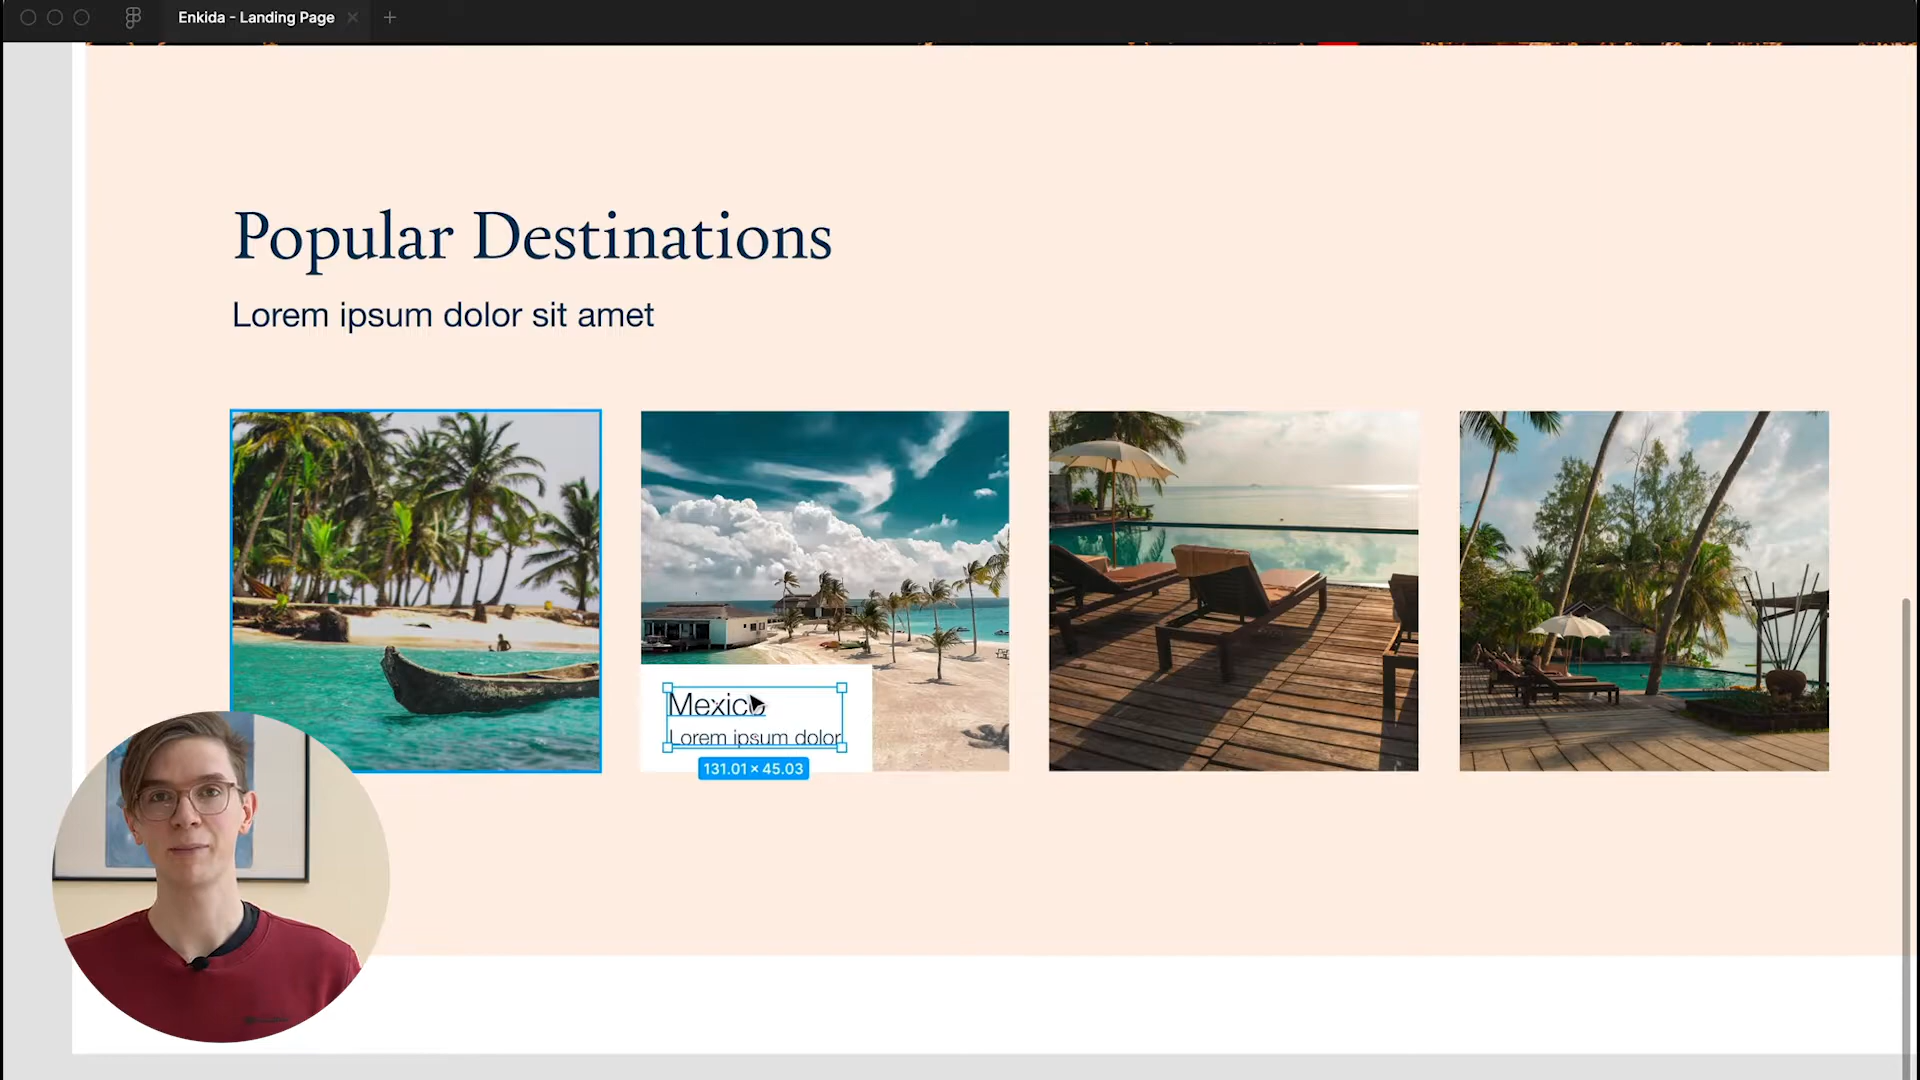 Enkida - Landing Page
Popular Destinations
Lorem ipsum dolor sit amet
Mexico
Lorem ipsum dolor
131.01 × 45.03